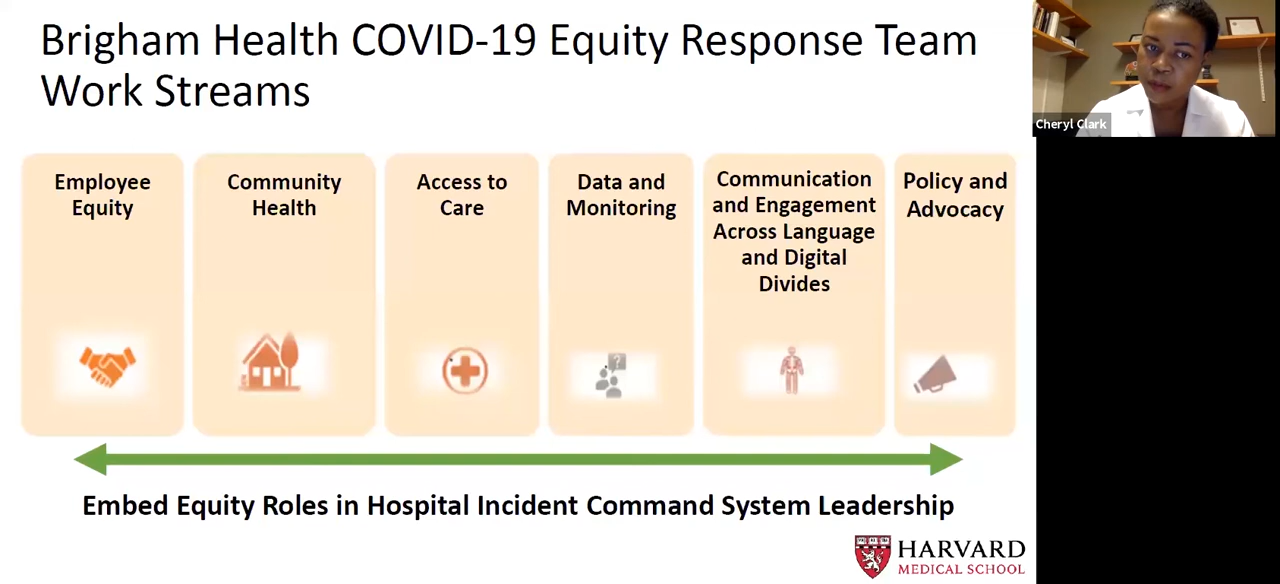 Brigham Health COVID-19 Equity Response Team
Work Streams
Cheryl Clark
Employee
Equity
Community
Health
Access to
Care
Data and
Monitoring
Communication
and Engagement
Across Language
and Digital
Divides
Policy and
Advocacy
?
Embed Equity Roles in Hospital Incident Command System Leadership
HARVARD
MEDICAL SCHOOL